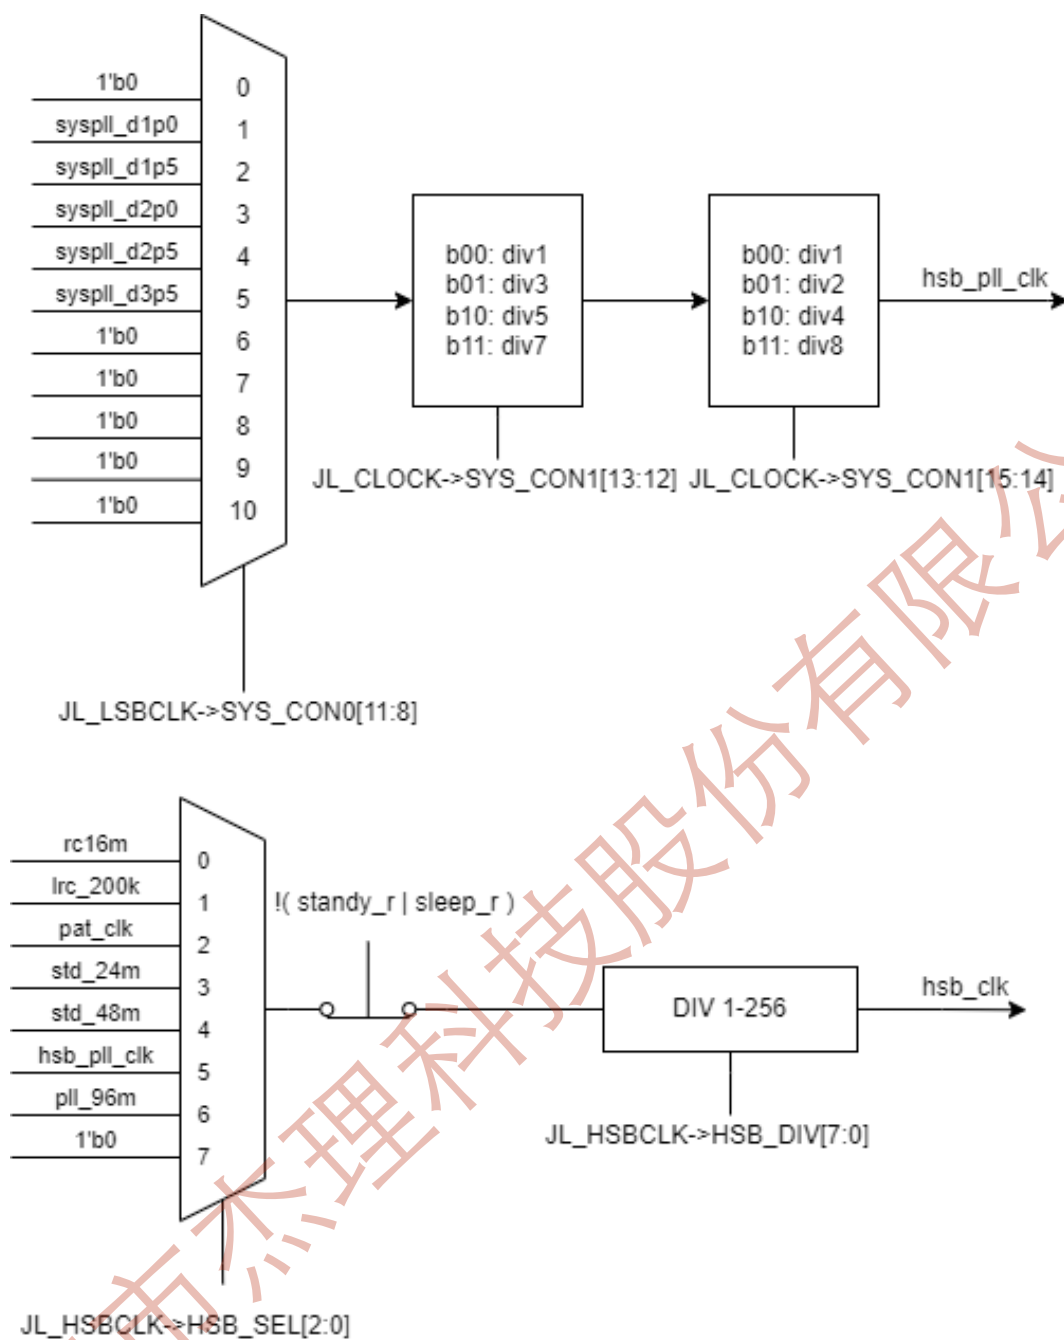 1'b0
0
syspll_d1p0
1
syspll_d1p5
2
syspll_d2p0
3
syspll_d2p5
4
syspll_d3p5
5
1'b0
6
1'b0
7
1'b0
8
1'b0
9
1'b0
10
b00: div1
b01: div3
b10: div5
b11: div7
b00: div1
b01: div2
b10: div4
b11: div8
hsb_pll_clk
JL_CLOCK->SYS_CON1[13:12]
JL_CLOCK->SYS_CON1[15:14]
JL_LSBCLK->SYS_CON0[11:8]
rc16m
0
lrc_200k
1
pat_clk
2
std_24m
3
std_48m
4
hsb_pll_clk
5
pll_96m
6
1'b0
7
!( standy_r | sleep_r )
DIV 1-256
hsb_clk
JL_HSBCLK->HSB_DIV[7:0]
JL_HSBCLK->HSB_SEL[2:0]
市杰理科技股份有限公